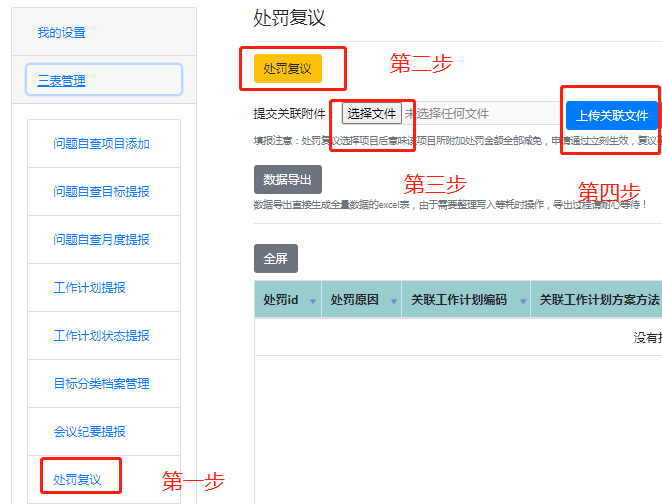 处罚复议
我的设置
三表管理
处罚复议
第二步
提交关联附件：
选择文件
未选择任何文件
上传关联文件
问题自查项目添加
填报注意：处罚复议选择项目后意味该项目所附加处罚金额全部减免，申请通过立刻生效，复议
数据导出
第三步
第四步
问题自查目标提报
数据导出直接生成全量数据的excel表，由于需要整理写入等耗时操作，导出过程请耐心等待！
问题自查月度提报
全屏
工作计划提报
处罚id
处罚原因
关联工作计划编码
关联工作计划方案方法
工作计划状态提报
没有
目标分类档案管理
会议纪要提报
处罚复议
第一步